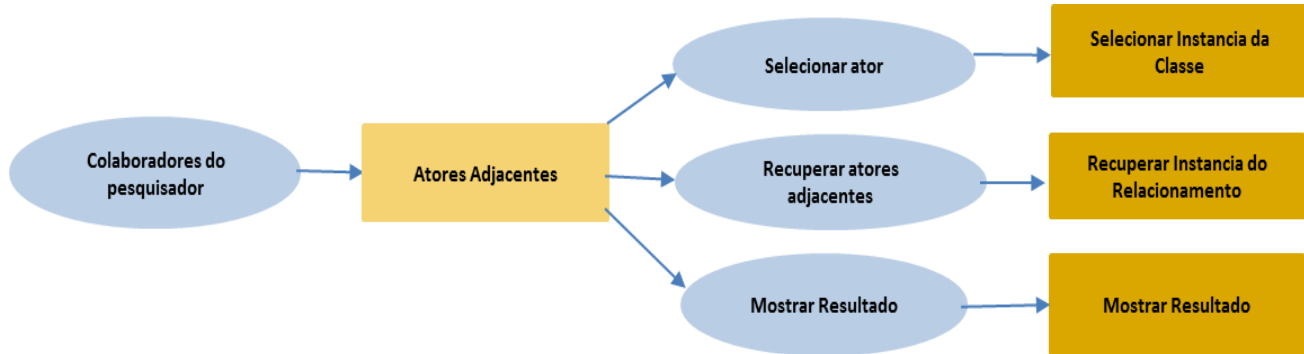 Colaboradores do
pesquisador
Atores Adjacentes
Selecionar ator
Selecionar Instancia da
Classe
Recuperar atores
adjacentes
Recuperar Instancia do
Relacionamento
Mostrar Resultado
Mostrar Resultado